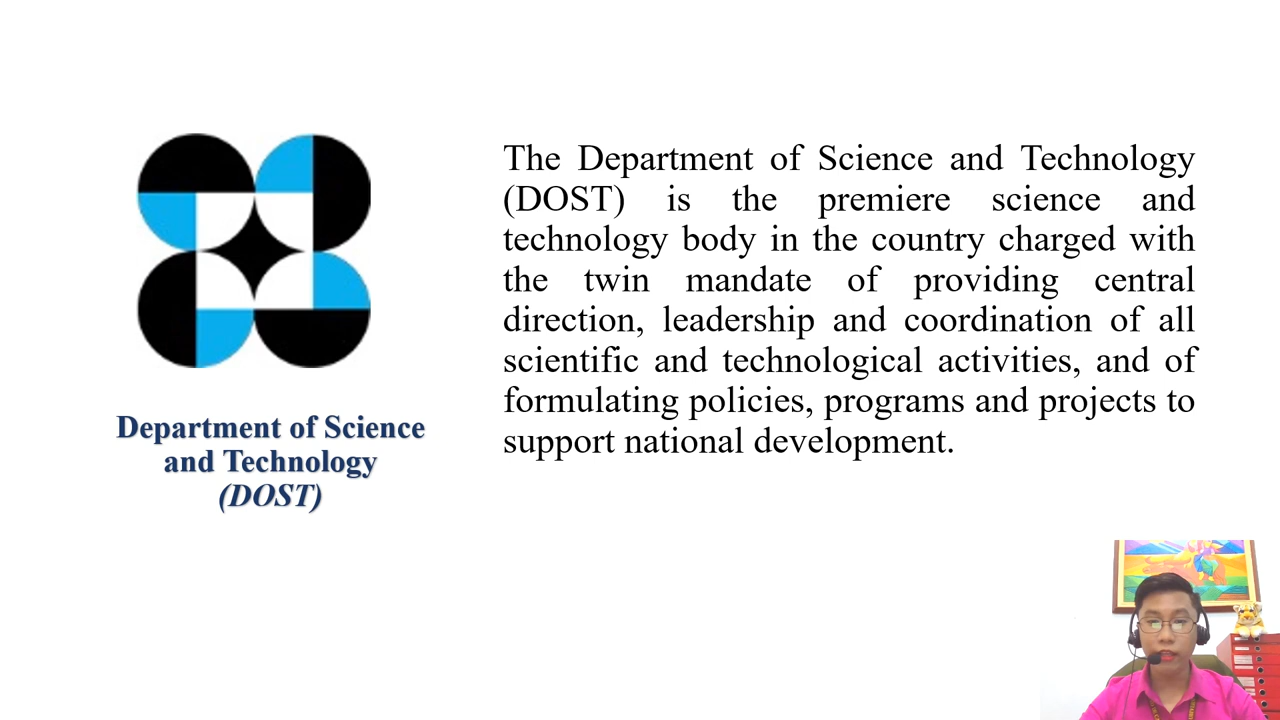 The Department of Science and Technology
(DOST) is the premiere science and
technology body in the country charged with
the twin mandate of providing central
direction, leadership and coordination of all
scientific and technological activities, and of
formulating policies, programs and projects to
support national development.
Department of Science
and Technology
(DOST)